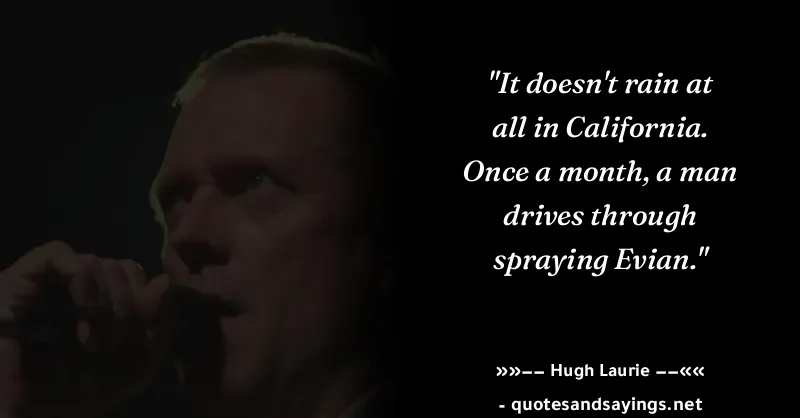 "It doesn't rain at
all in California.
Once a month, a man
drives through
spraying Evian."
»»–– Hugh Laurie ––««
- quotesandsayings.net